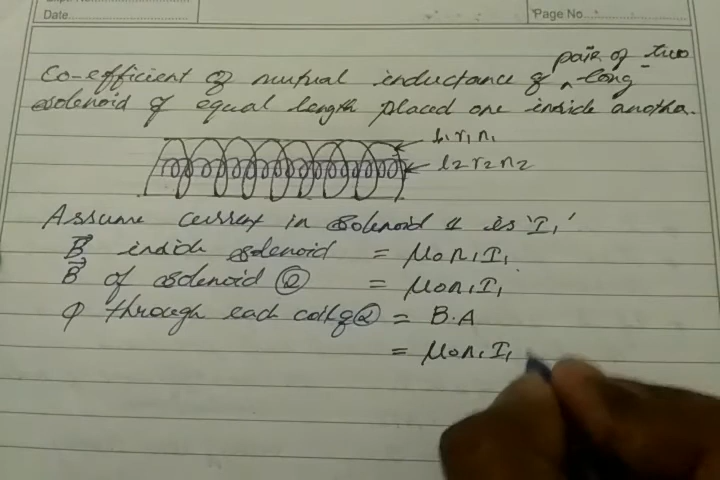 Date
Page No.
pair of two
Co-efficient of mutual inductance of ^ long
solenoid of equal length placed one inside another.
l₁ r₁ n₁
l₂ r₂ n₂
Assume current in solenoid 1 is 'I₁'
B⃗ inside solenoid = μ₀n₁I₁
B⃗ of solenoid ② = μ₀n₁I₁
φ through each coil of ② = B.A
= μ₀n₁I₁